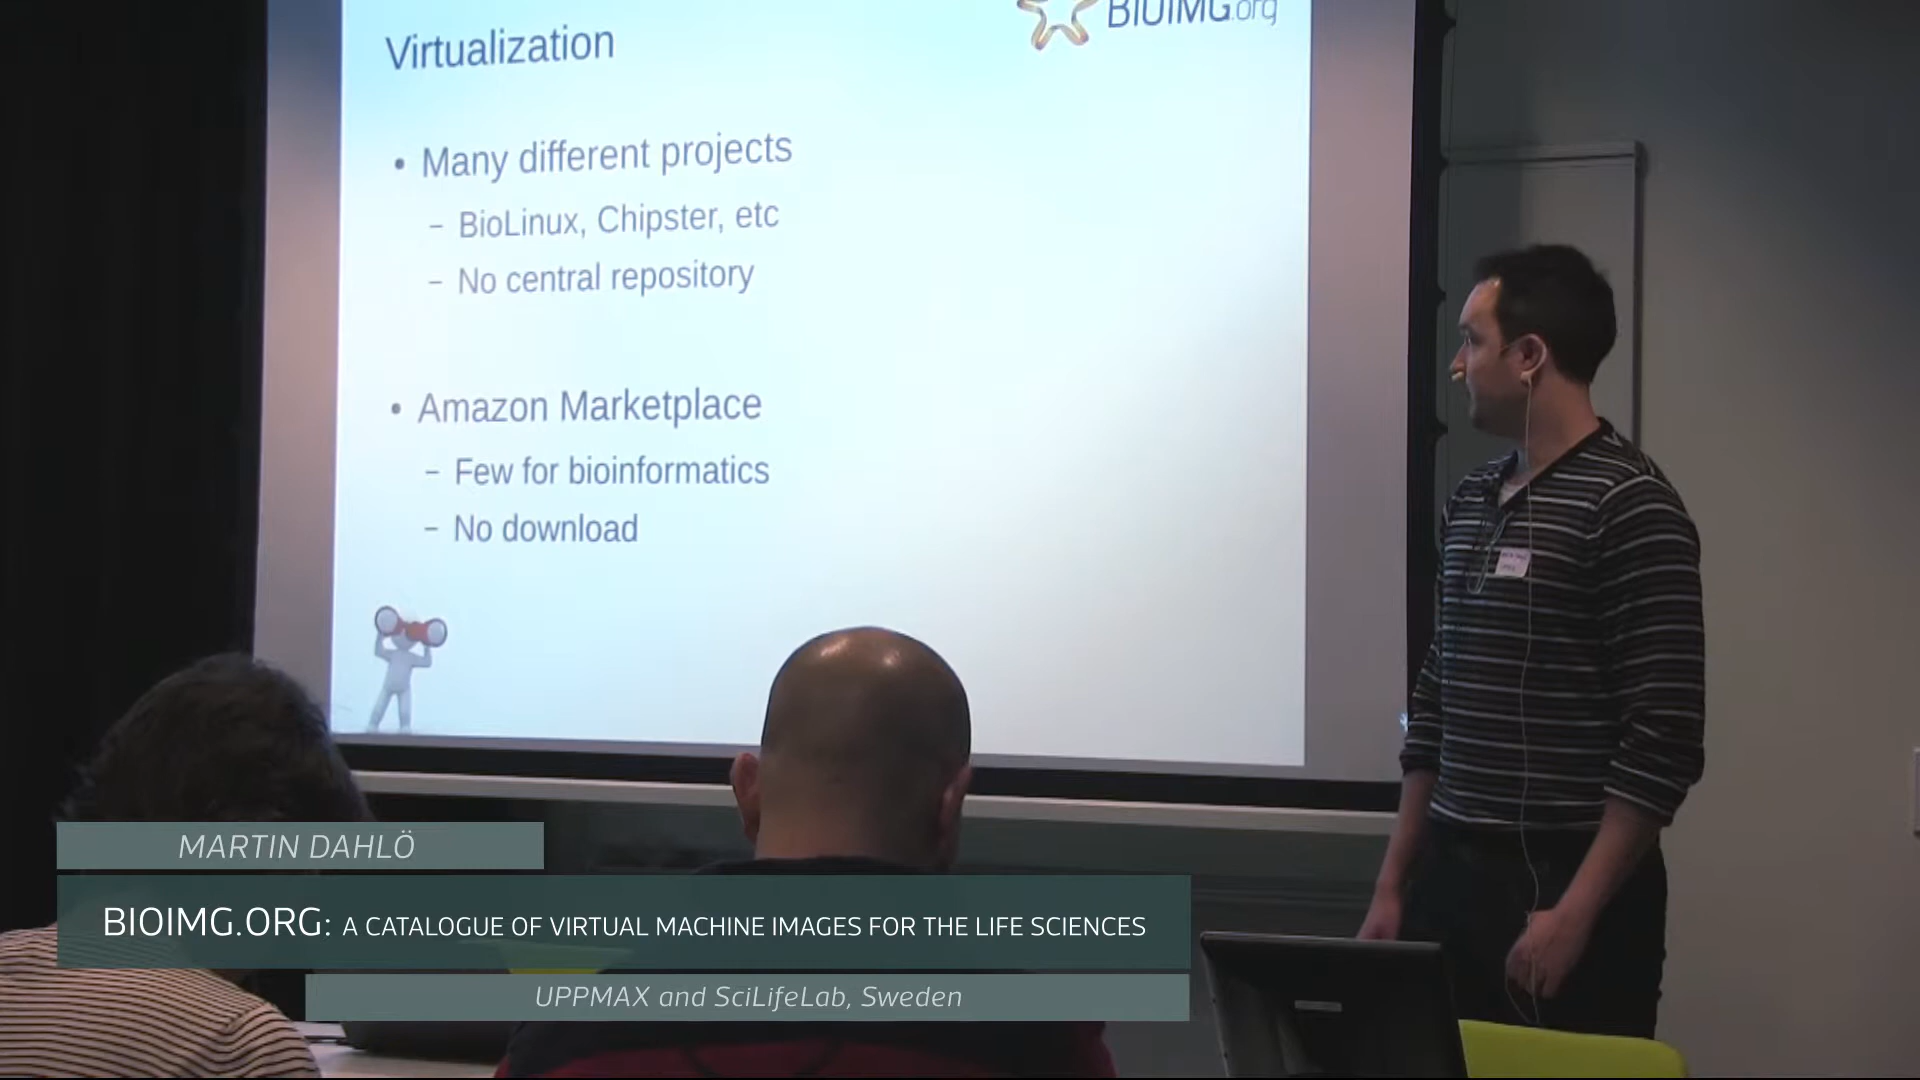 BIOIMG.org
Virtualization
• Many different projects
– BioLinux, Chipster, etc
– No central repository
• Amazon Marketplace
– Few for bioinformatics
– No download
MARTIN DAHLÖ
BIOIMG.ORG: A CATALOGUE OF VIRTUAL MACHINE IMAGES FOR THE LIFE SCIENCES
UPPMAX and SciLifeLab, Sweden